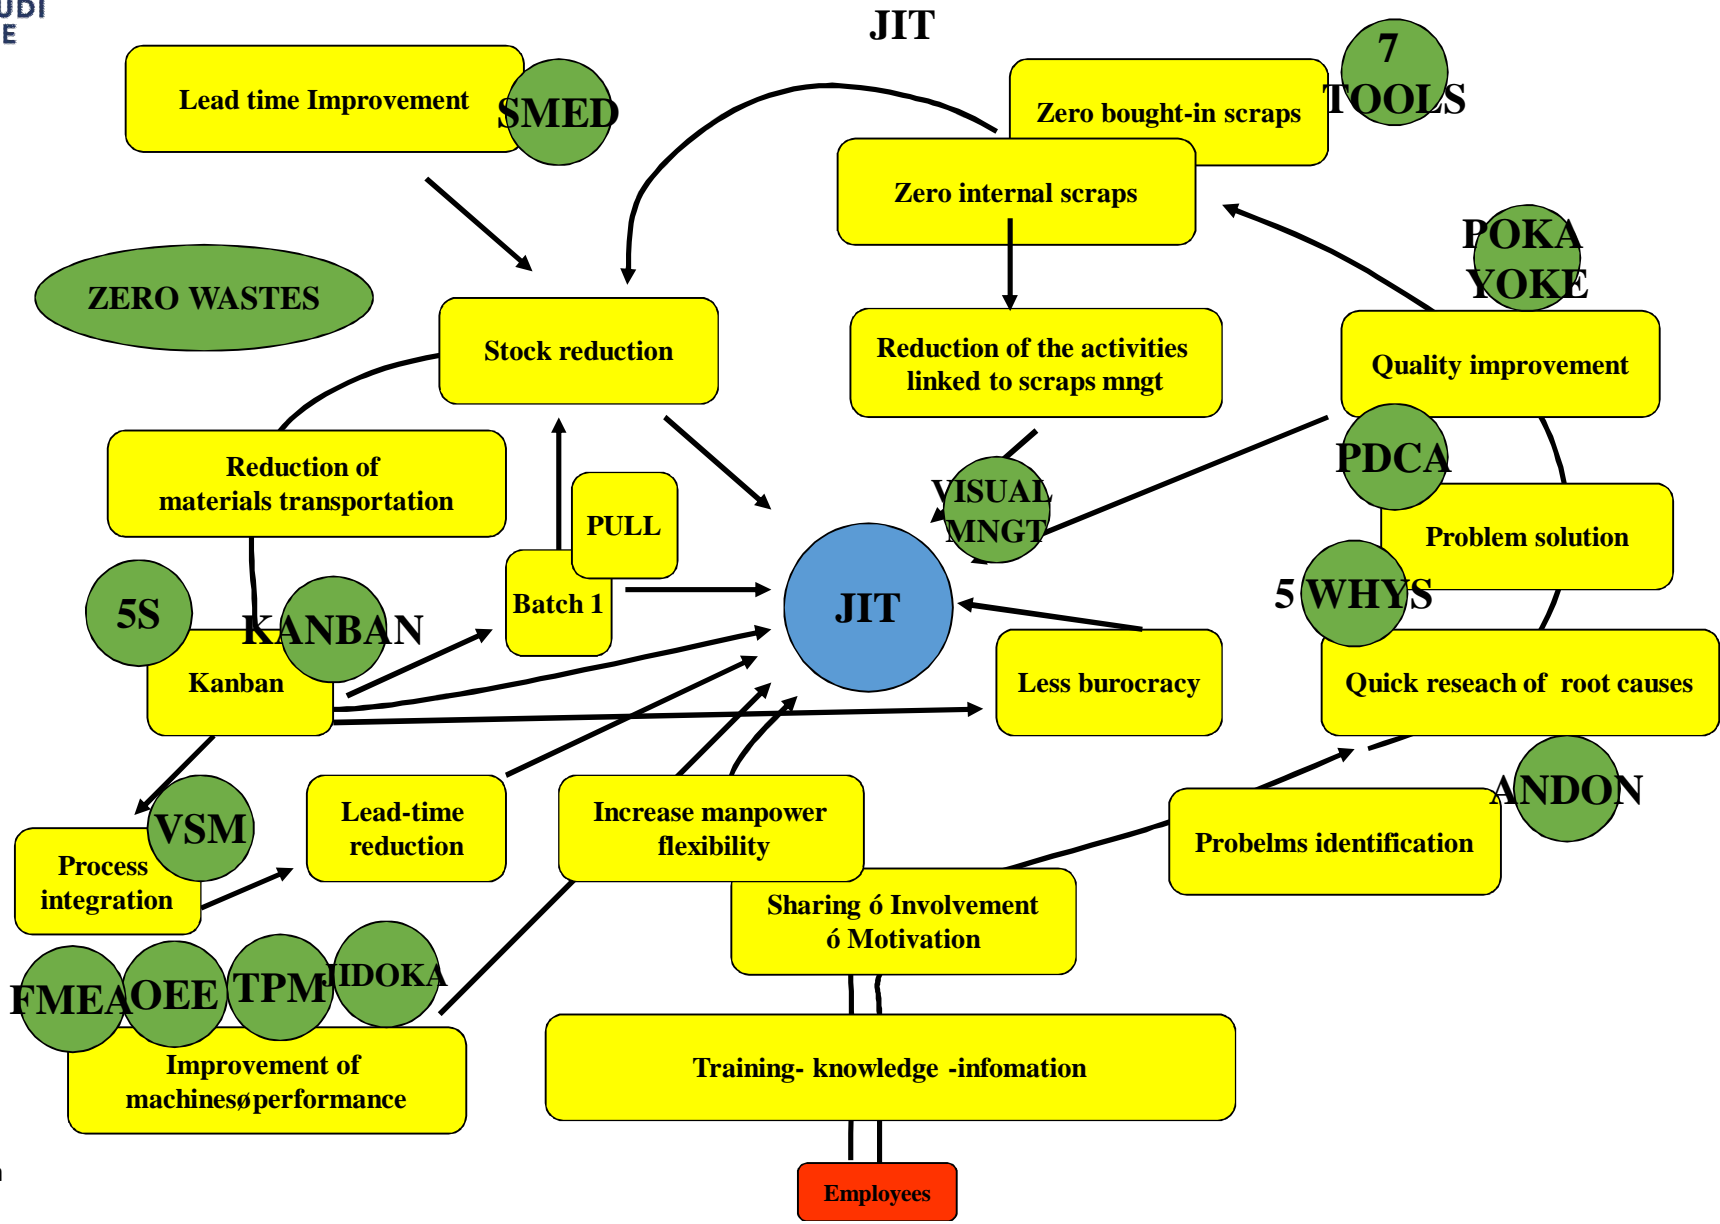 UDI
E
JIT
Lead time Improvement
SMED
Zero bought-in scraps
7
TOOLS
Zero internal scraps
POKA
YOKE
ZERO WASTES
Stock reduction
Reduction of the activities
linked to scraps mngt
Quality improvement
PDCA
Reduction of
materials transportation
PULL
VISUAL
MNGT
Problem solution
5S
KANBAN
Batch 1
JIT
5 WHYS
Kanban
Less burocracy
Quick reseach of root causes
VSM
Process
integration
Lead-time
reduction
Increase manpower
flexibility
ANDON
Probelms identification
Sharing ó Involvement
ó Motivation
FMEA
OEE
TPM
JIDOKA
Improvement of
machinesø performance
Training- knowledge -infomation
Employees